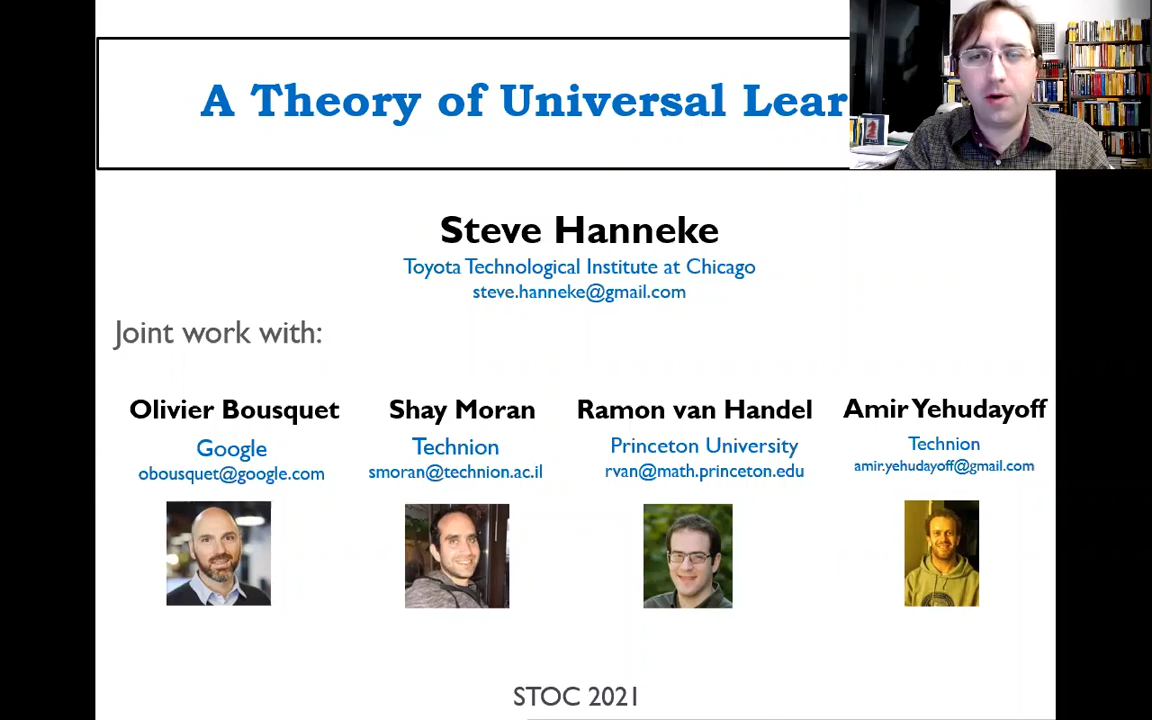 A Theory of Universal Lear
Steve Hanneke
Toyota Technological Institute at Chicago
steve.hanneke@gmail.com
Joint work with:
Olivier Bousquet
Google
obousquet@google.com
Shay Moran
Technion
smoran@technion.ac.il
Ramon van Handel
Princeton University
rvan@math.princeton.edu
Amir Yehudayoff
Technion
amir.yehudayoff@gmail.com
STOC 2021